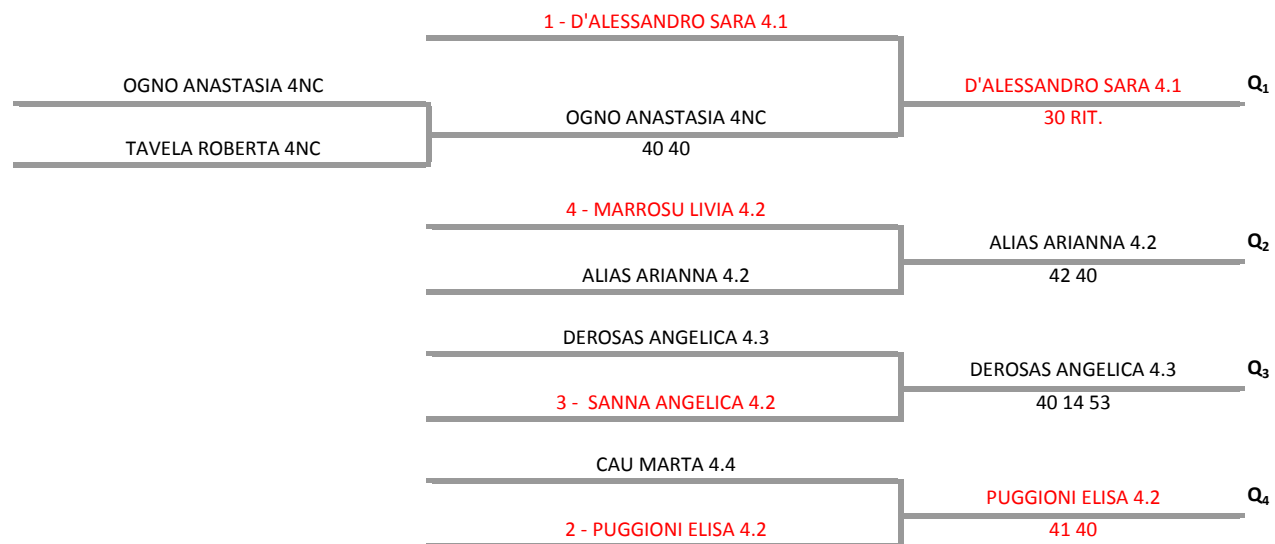 1 - D'ALESSANDRO SARA 4.1
OGNO ANASTASIA 4NC
D'ALESSANDRO SARA 4.1
Q1
OGNO ANASTASIA 4NC
30 RIT.
TAVELA ROBERTA 4NC
40 40
4 - MARROSU LIVIA 4.2
ALIAS ARIANNA 4.2
Q2
ALIAS ARIANNA 4.2
42 40
DEROSAS ANGELICA 4.3
DEROSAS ANGELICA 4.3
Q3
3 - SANNA ANGELICA 4.2
40 14 53
CAU MARTA 4.4
PUGGIONI ELISA 4.2
Q4
2 - PUGGIONI ELISA 4.2
41 40